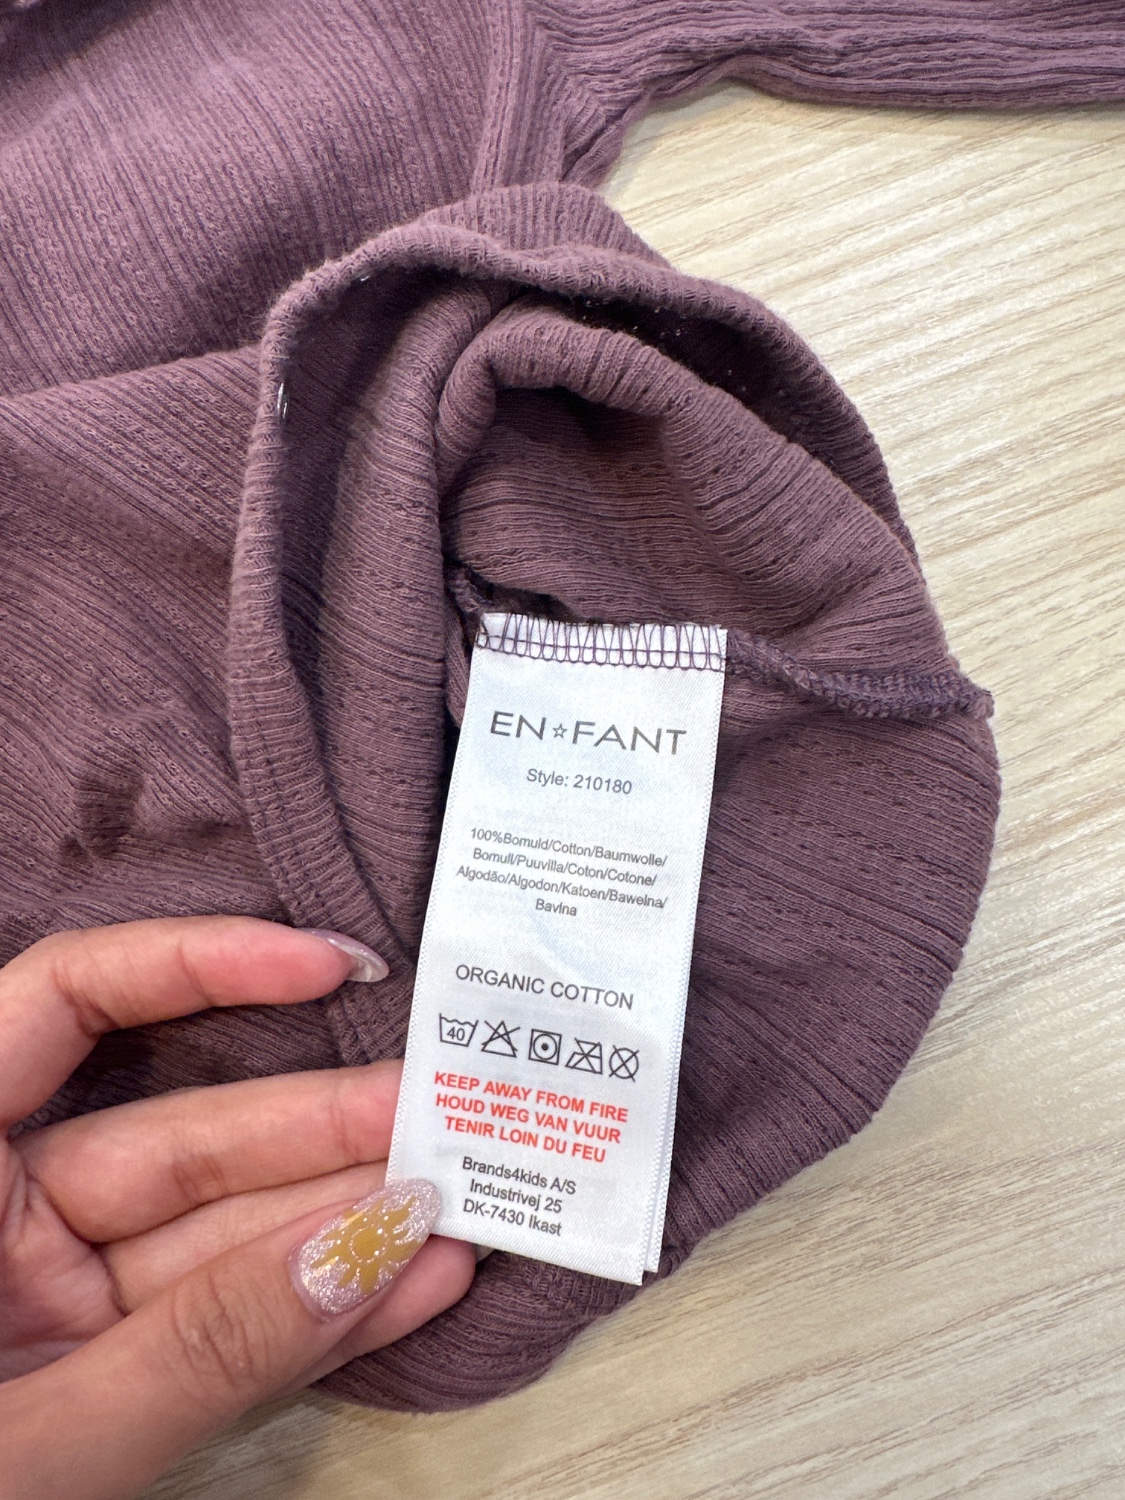 EN☆FANT
Style: 210180
100%Bomuld/Cotton/Baumwolle/
Bomull/Puuvilla/Coton/Cotone/
Algodão/Algodon/Katoen/Bawelna/
Bavlna
ORGANIC COTTON
40
KEEP AWAY FROM FIRE
HOUD WEG VAN VUUR
TENIR LOIN DU FEU
Brands4kids A/S
Industrivej 25
DK-7430 Ikast